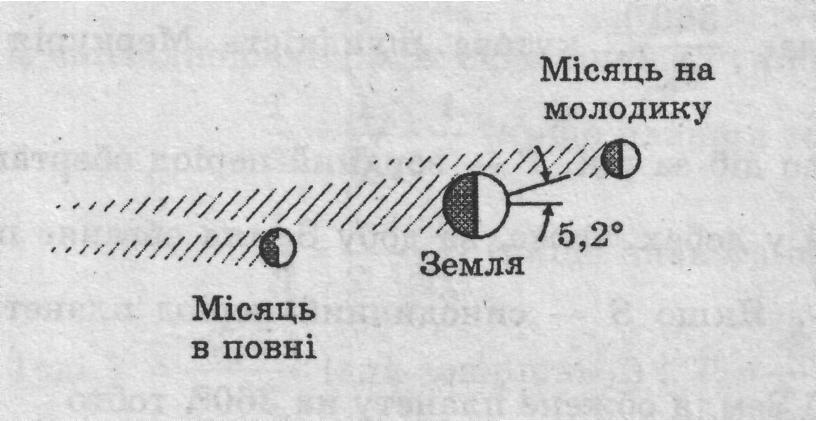 Місяць на
молодику
5,2°
Земля
Місяць
в повні